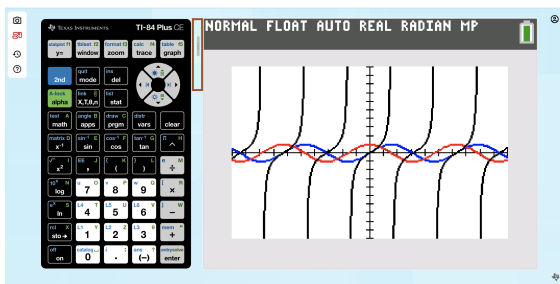 TEXAS INSTRUMENTS TI-84 Plus CE
NORMAL FLOAT AUTO REAL RADIAN MP
statplot f1 tblset f2 format f3 calc f4 table f5
y= window zoom trace graph
quit ins
2nd mode del
A-lock link list
alpha X,T,θ,n stat
test A angle B draw C distr
math apps prgm vars clear
matrix D sin⁻¹ E cos⁻¹ F tan⁻¹ G π H
x⁻¹ sin cos tan ^
√ I EE J { K } L e M
x² , ( ) ÷
10ˣ N u O v P w Q [ R
log 7 8 9 ×
eˣ S L4 T L5 U L6 V ] W
ln 4 5 6 −
rcl X L1 Y L2 Z L3 θ mem "
sto→ 1 2 3 +
off catalog i : ans ? entry solve
on 0 . (−) enter